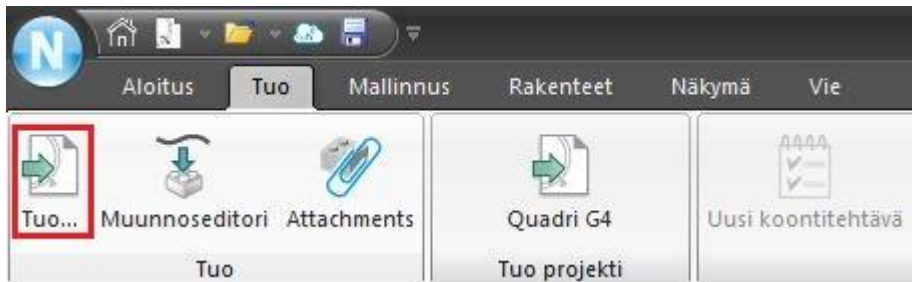 N
Aloitus Tuo Mallinnus Rakenteet Näkymä Vie
Tuo... Muunnoseditori Attachments Quadri G4 Uusi koontitehtävä
Tuo Tuo projekti